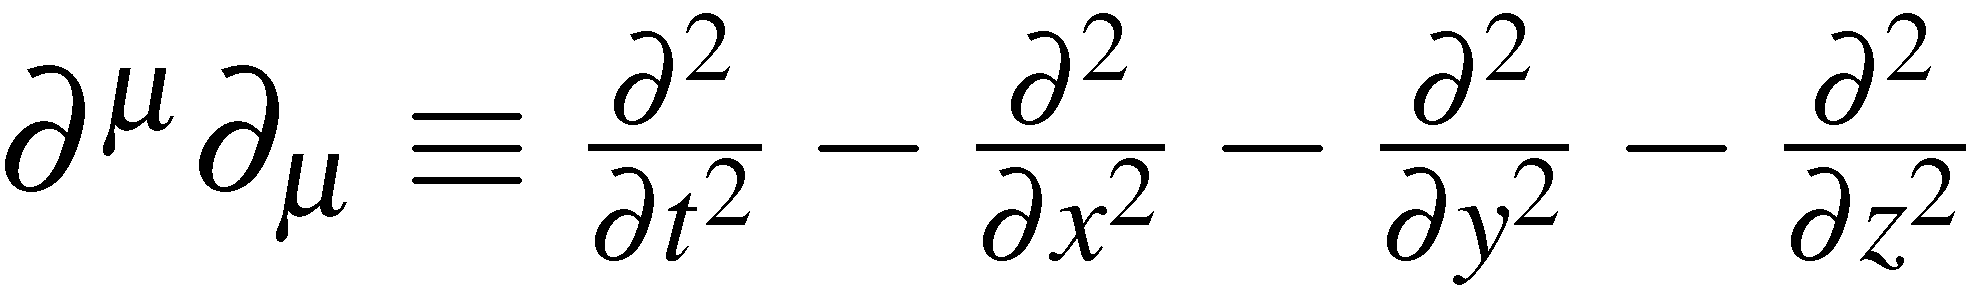 ∂^μ ∂_μ ≡ ∂²/∂t² − ∂²/∂x² − ∂²/∂y² − ∂²/∂z²